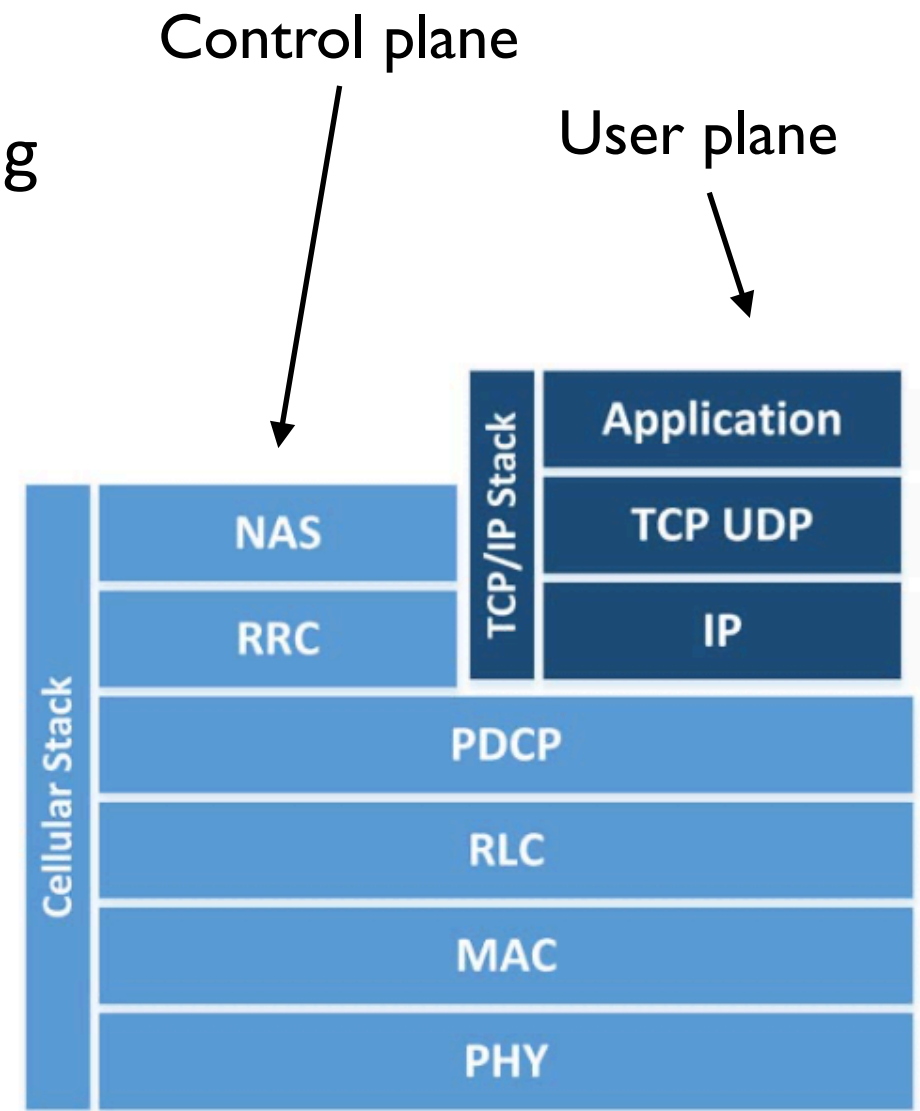 Control plane
User plane
g
Application
TCP/IP Stack
TCP UDP
IP
NAS
RRC
Cellular Stack
PDCP
RLC
MAC
PHY